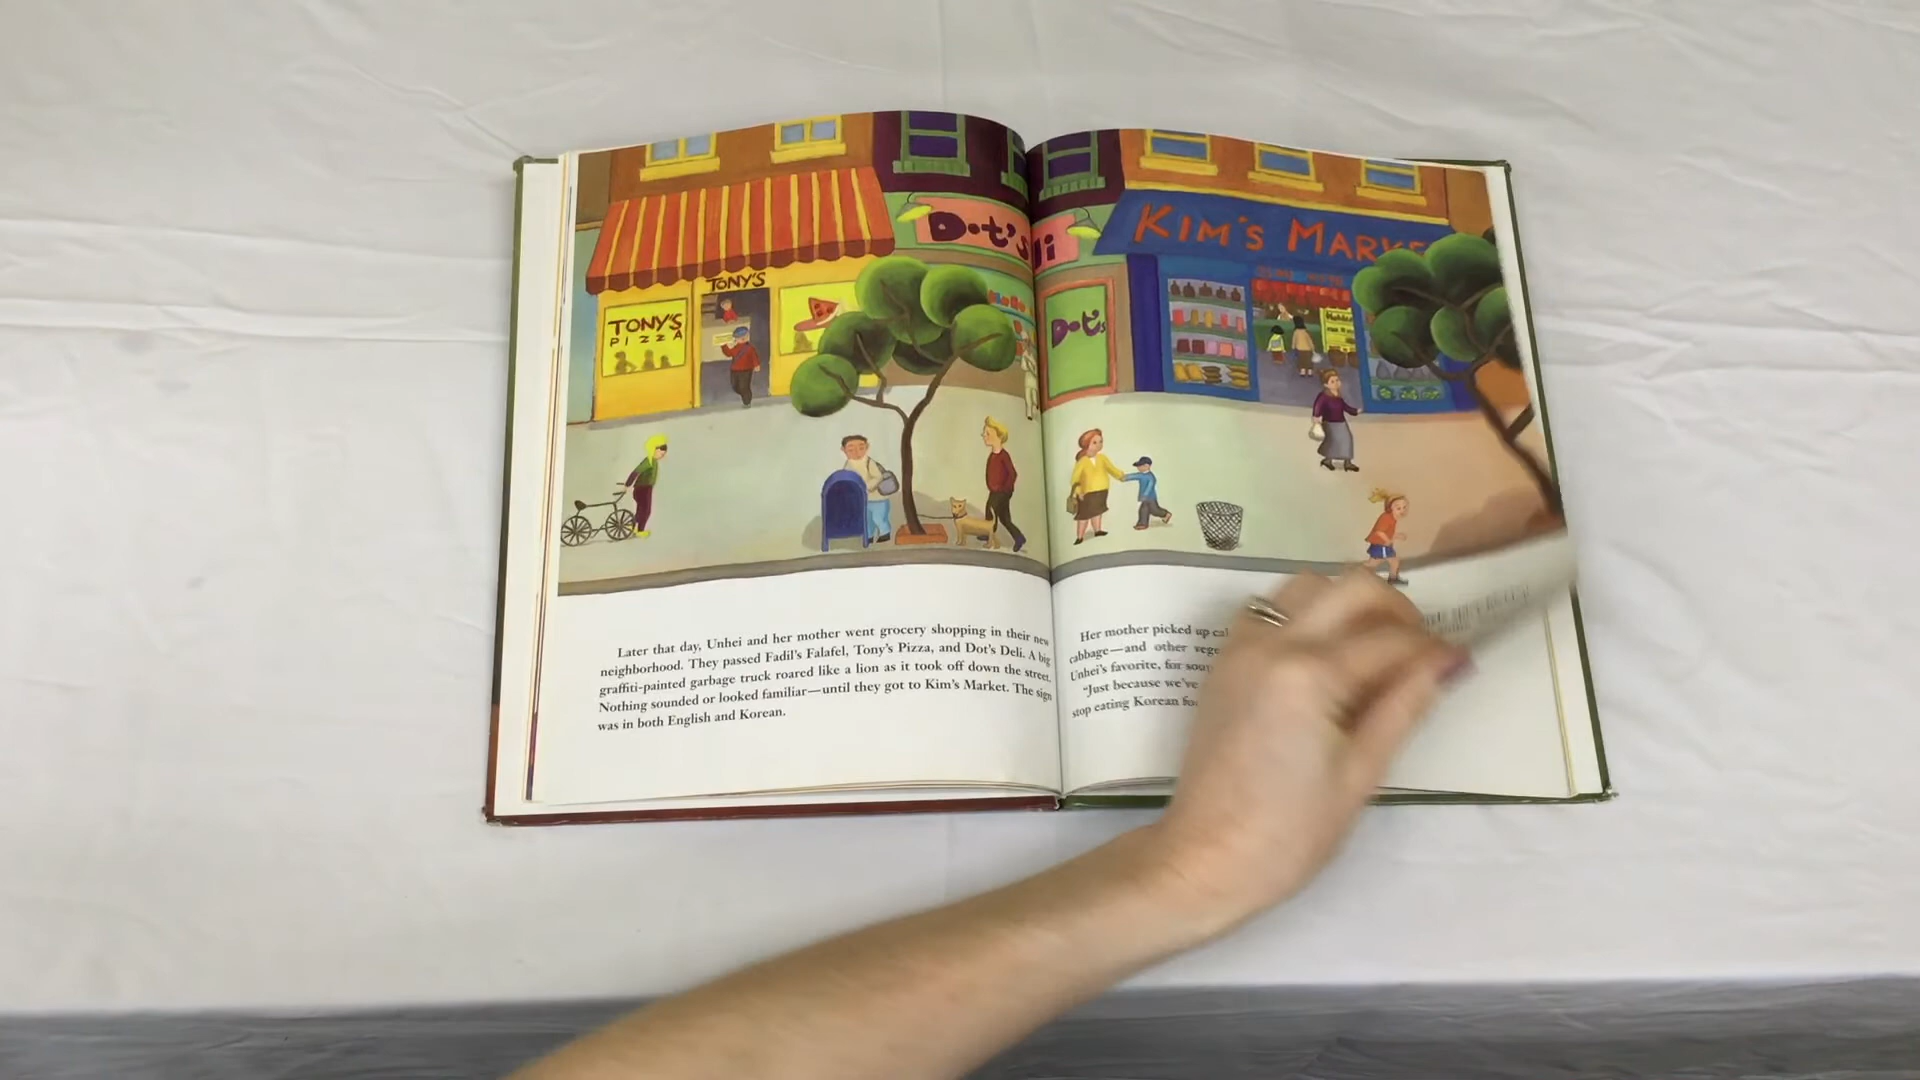 Dot's
li
KIM'S MARKE
TONY'S
TONY'S
PIZZA
Dot's
Later that day, Unhei and her mother went grocery shopping in their new
neighborhood. They passed Fadil's Falafel, Tony's Pizza, and Dot's Deli. A big
graffiti-painted garbage truck roared like a lion as it took off down the street.
Nothing sounded or looked familiar—until they got to Kim's Market. The sign
was in both English and Korean.
Her mother picked up
cabbage—and other
Unhei's favorite, for
"Just because we've
stop eating Korean